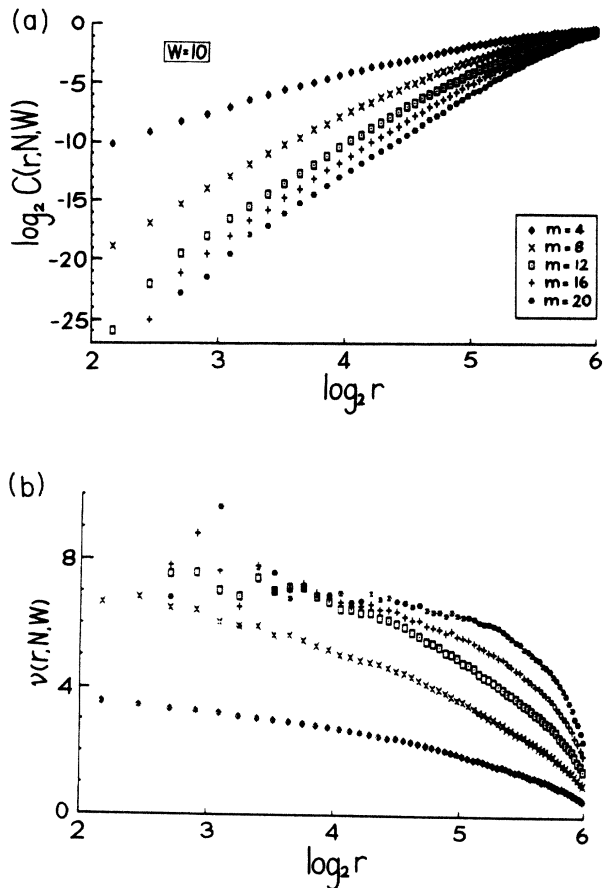 (a)
0
-5
-10
-15
-20
-25
log₂ C(r,N,W)
W=10
m=4
m=8
m=12
m=16
m=20
2 3 4 5 6
log₂ r
(b)
8
4
0
ν(r,N,W)
2 3 4 5 6
log₂ r